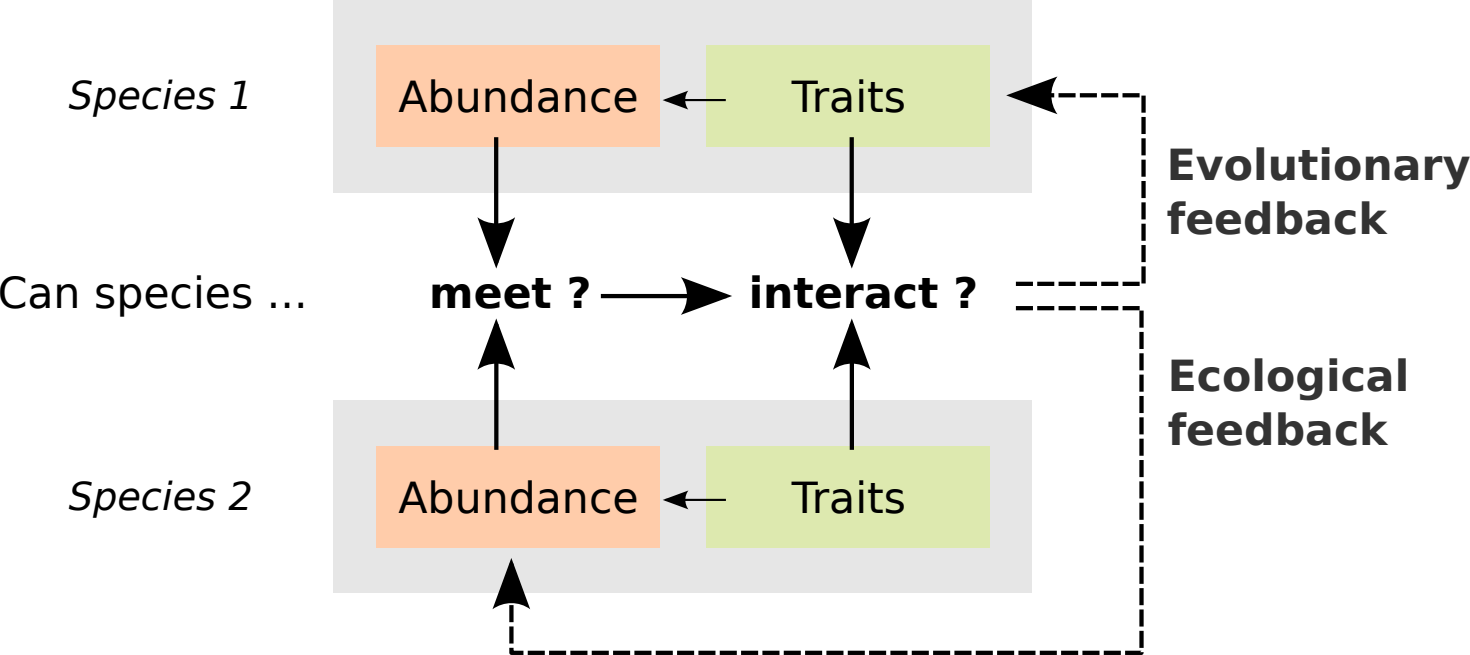 Species 1
Abundance
Traits
Evolutionary
feedback
Can species ...
meet ?
interact ?
Ecological
feedback
Species 2
Abundance
Traits